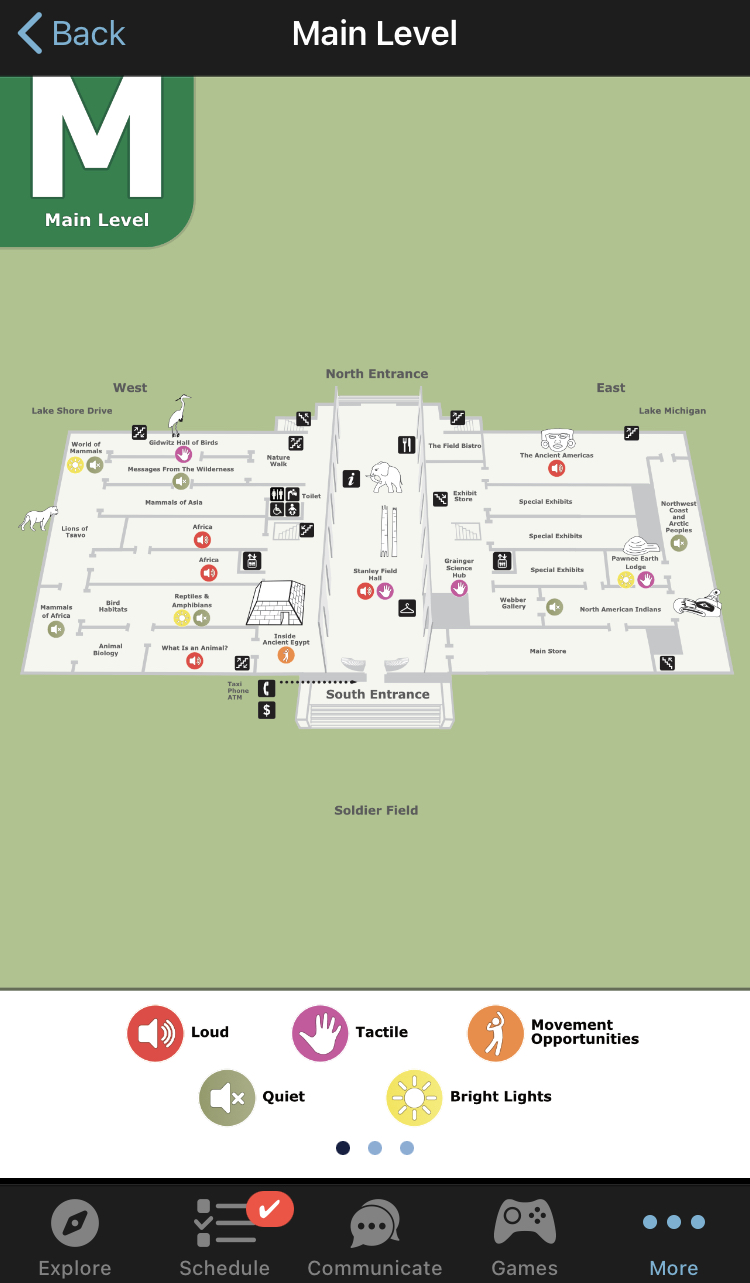 Back
Main Level
M
Main Level
North Entrance
West
East
Lake Shore Drive
Lake Michigan
World of
Mammals
Gidwitz Hall of Birds
Messages From The Wilderness
Nature
Walk
Mammals of Asia
Toilet
Lions of
Tsavo
Africa
Africa
Reptiles &
Amphibians
Mammals
of Africa
Bird
Habitats
Animal
Biology
What Is an Animal?
Inside
Ancient Egypt
i
Stanley Field
Hall
The Field Bistro
Exhibit
Store
Grainger
Science
Hub
The Ancient Americas
Special Exhibits
Special Exhibits
Special Exhibits
Northwest
Coast
and
Arctic
Peoples
Pawnee Earth
Lodge
Webber
Gallery
North American Indians
Main Store
Taxi
Phone
ATM
$
South Entrance
Soldier Field
Loud
Tactile
Movement
Opportunities
Quiet
Bright Lights
Explore
Schedule
Communicate
Games
More